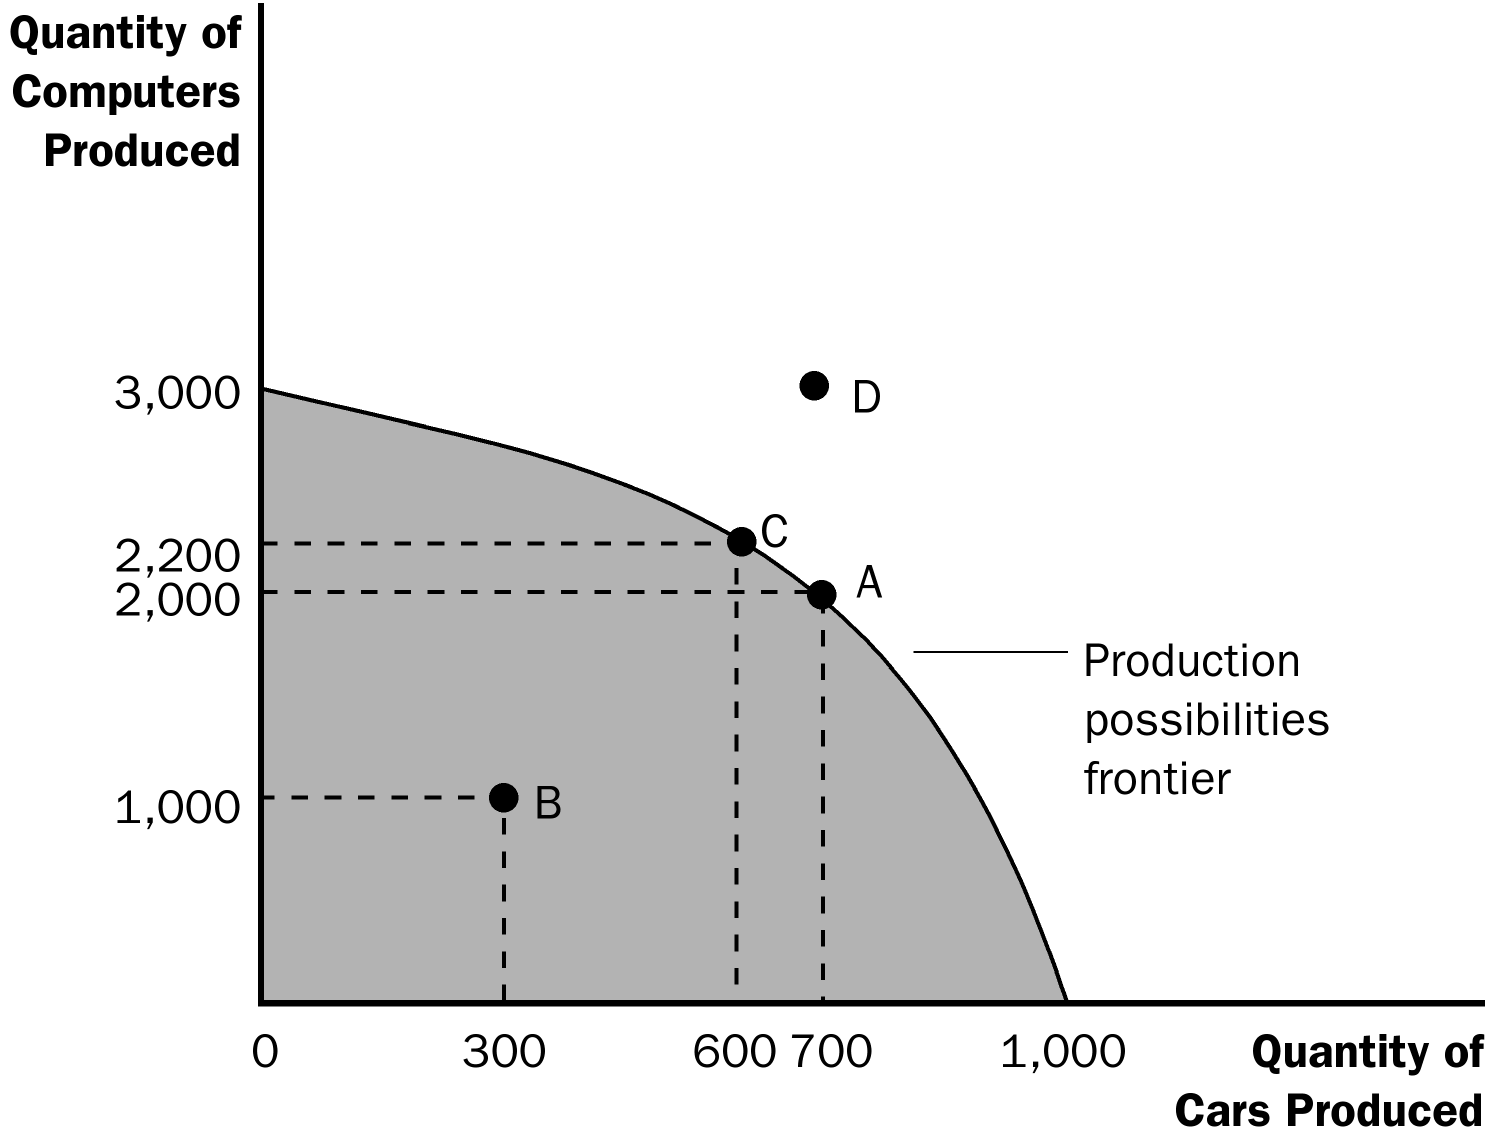 Quantity of
Computers
Produced
3,000
D
C
2,200
A
2,000
Production
possibilities
frontier
1,000
B
0
300
600
700
1,000
Quantity of
Cars Produced